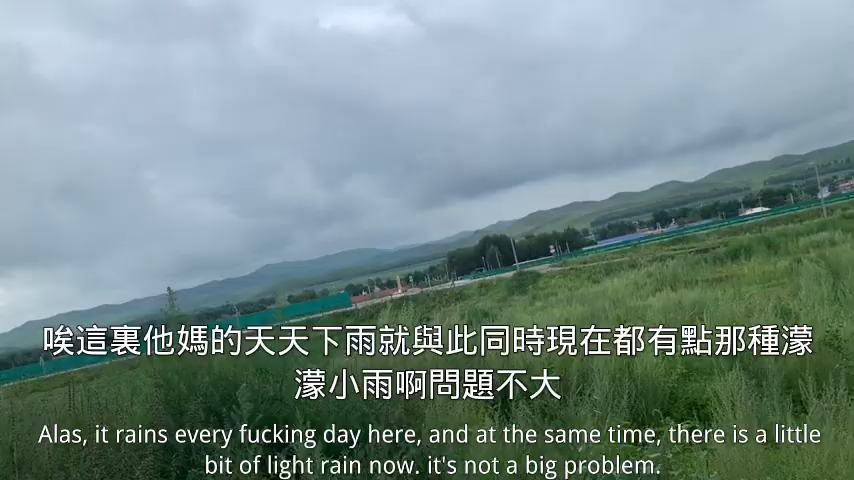 唉這裏他媽的天天下雨就與此同時現在都有點那種濛
濛小雨啊問題不大
Alas, it rains every fucking day here, and at the same time, there is a little
bit of light rain now. it's not a big problem.